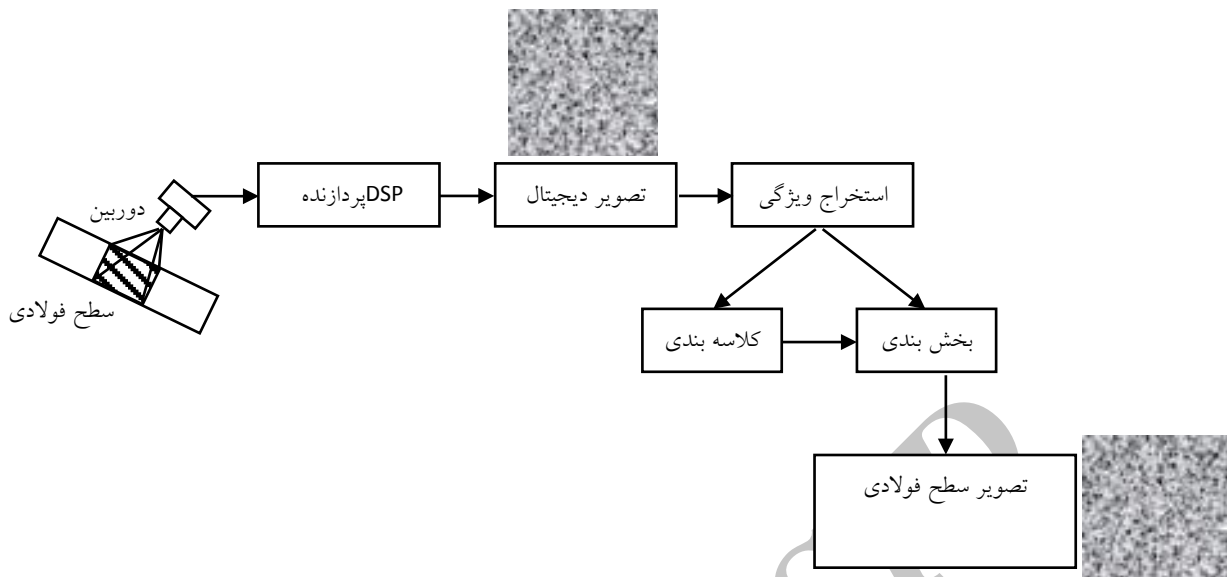 دوربین
سطح فولادی
پردازنده DSP
تصویر دیجیتال
استخراج ویژگی
کلاسه بندی
بخش بندی
تصویر سطح فولادی